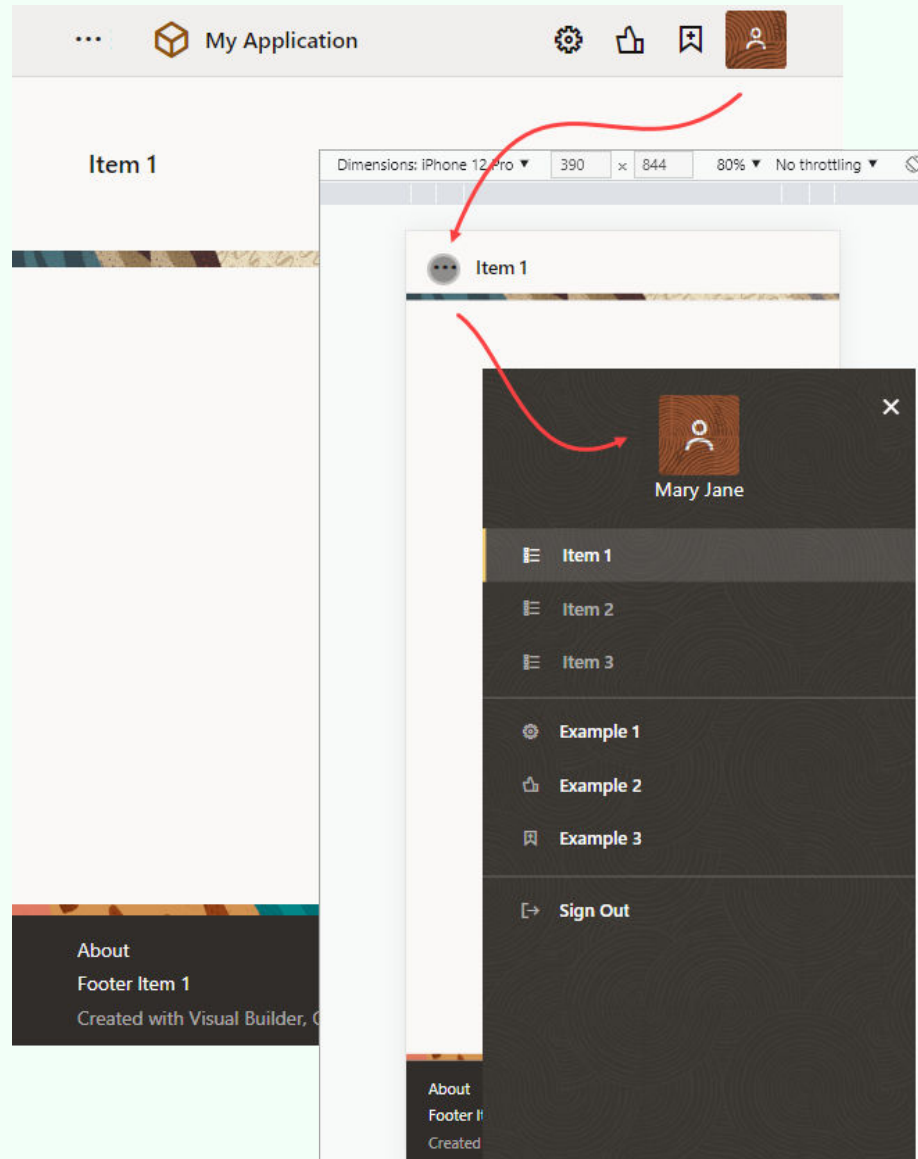 My Application
Item 1
Dimensions: iPhone 12 Pro ▼ 390 x 844 80% ▼ No throttling ▼
Item 1
Mary Jane
Item 1
Item 2
Item 3
Example 1
Example 2
Example 3
Sign Out
About
Footer Item 1
Created with Visual Builder,
About
Footer
Created